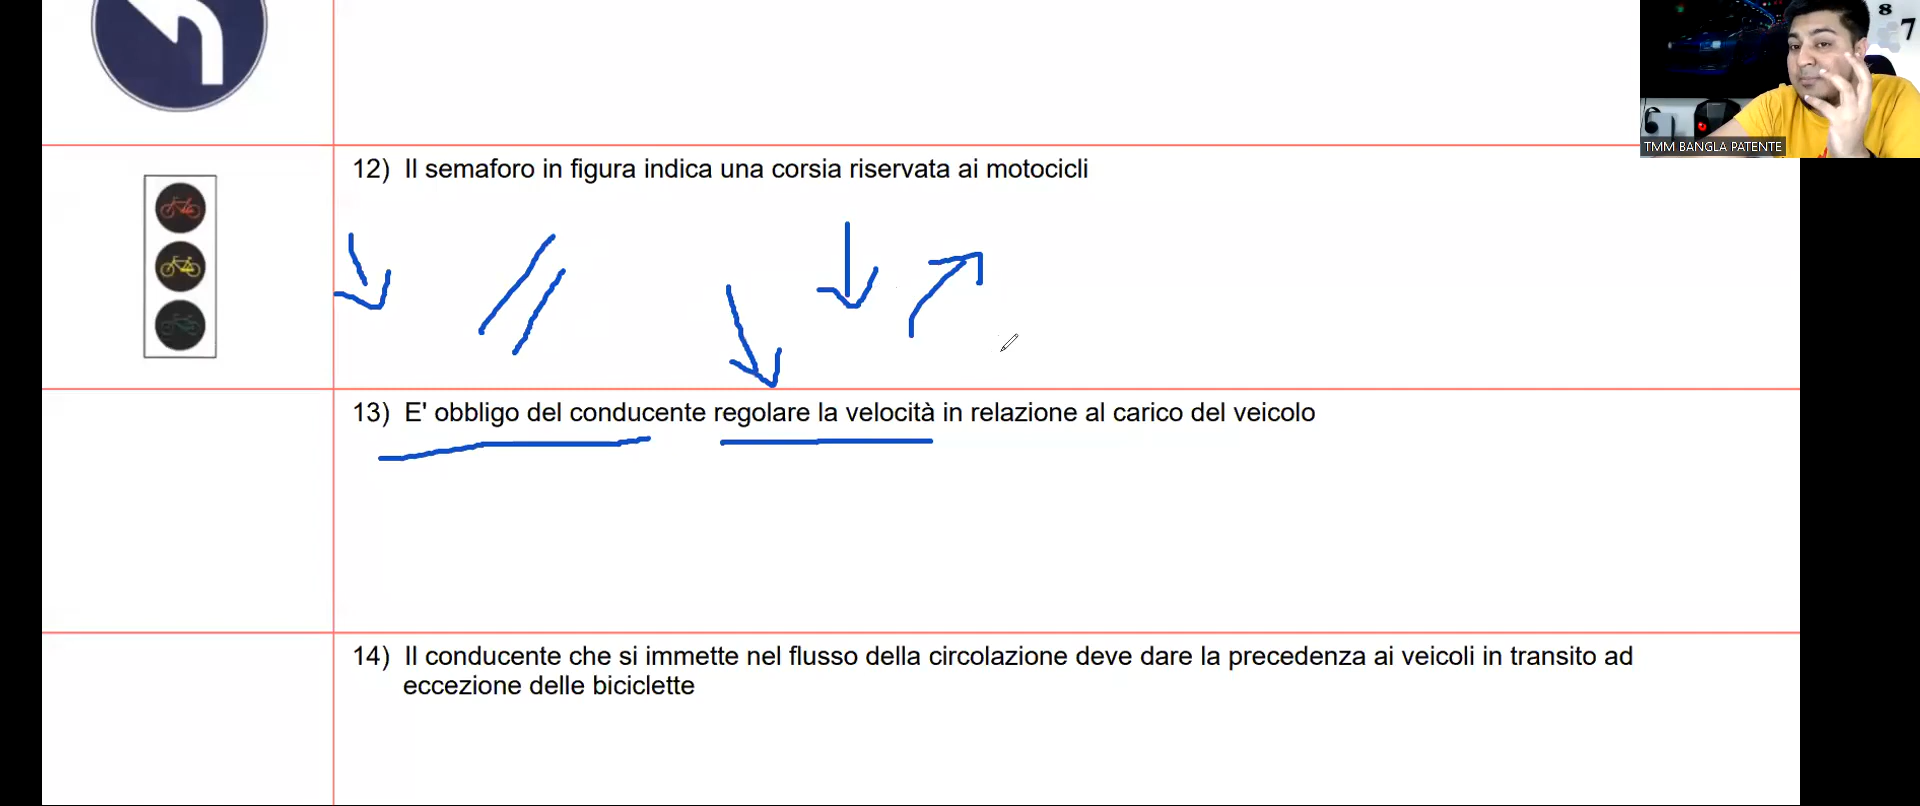 8
7
6
TMM BANGLA PATENTE
12) Il semaforo in figura indica una corsia riservata ai motocicli
13) E' obbligo del conducente regolare la velocità in relazione al carico del veicolo
14) Il conducente che si immette nel flusso della circolazione deve dare la precedenza ai veicoli in transito ad
eccezione delle biciclette